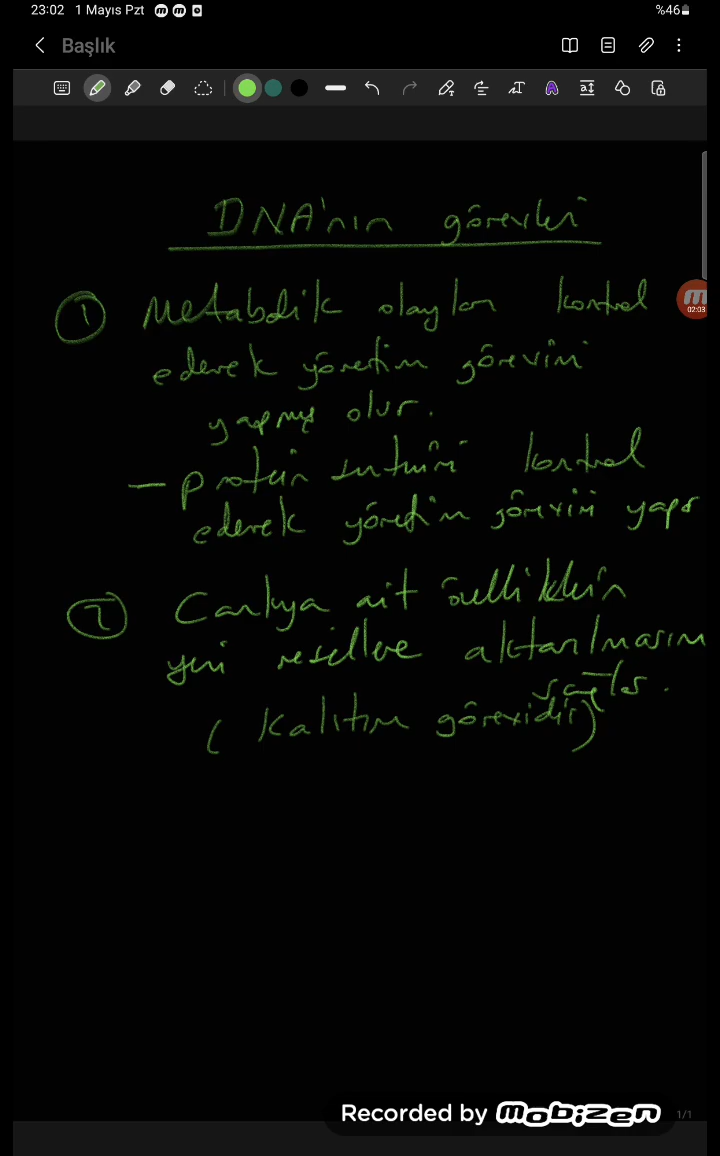 23:02 1 Mayıs Pzt
%46
Başlık
DNA'nın görevleri
① Metabolik olayları kontrol
02:03
ederek yönetim görevini
yapmış olur.
- Protein sentezini kontrol
ederek yönetim görevini yapar
② Canlıya ait özelliklerin
yeni nesillere aktarılmasını
sağlar.
(Kalıtım görevidir)
Recorded by mobizen
1/1